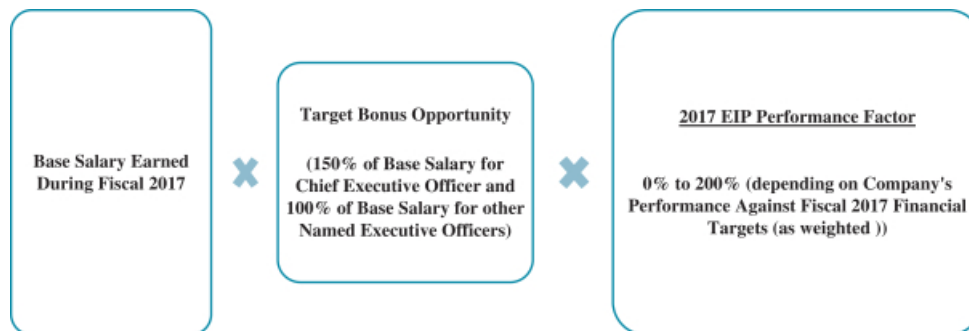 Base Salary Earned
During Fiscal 2017
Target Bonus Opportunity
(150% of Base Salary for
Chief Executive Officer and
100% of Base Salary for other
Named Executive Officers)
2017 EIP Performance Factor
0% to 200% (depending on Company's
Performance Against Fiscal 2017 Financial
Targets (as weighted ))